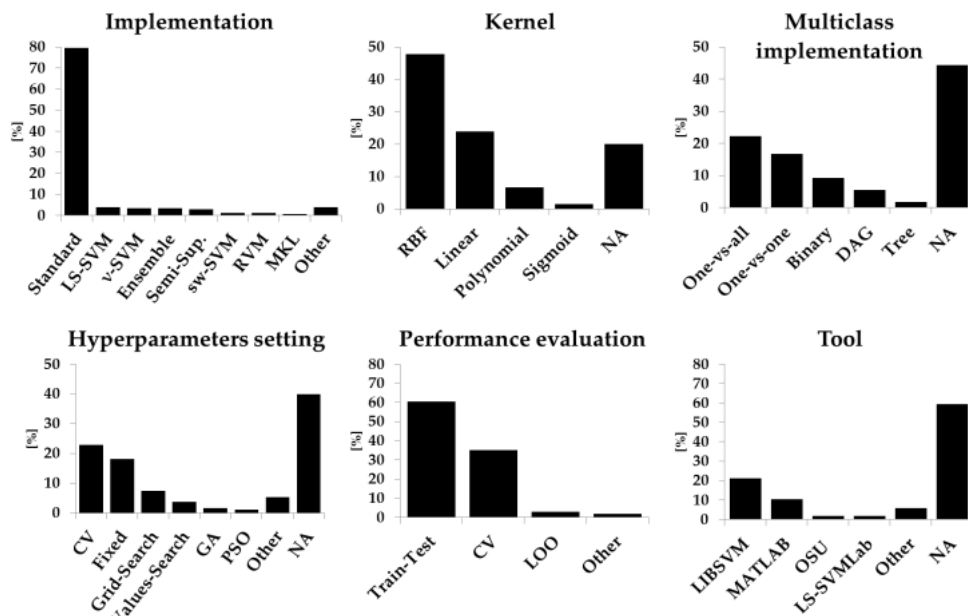 Implementation
[%]
80
70
60
50
40
30
20
10
0
Standard
LS-SVM
v-SVM
Ensemble
Semi-Sup.
sw-SVM
RVM
MKL
Other
Kernel
[%]
50
40
30
20
10
0
RBF
Linear
Polynomial
Sigmoid
NA
Multiclass
implementation
[%]
50
40
30
20
10
0
One-vs-all
One-vs-one
Binary
DAG
Tree
NA
Hyperparameters setting
[%]
50
40
30
20
10
0
CV
Fixed
Grid-Search
Values-Search
GA
PSO
Other
NA
Performance evaluation
[%]
80
70
60
50
40
30
20
10
0
Train-Test
CV
LOO
Other
Tool
[%]
80
70
60
50
40
30
20
10
0
LIBSVM
MATLAB
OSU
LS-SVMLab
Other
NA